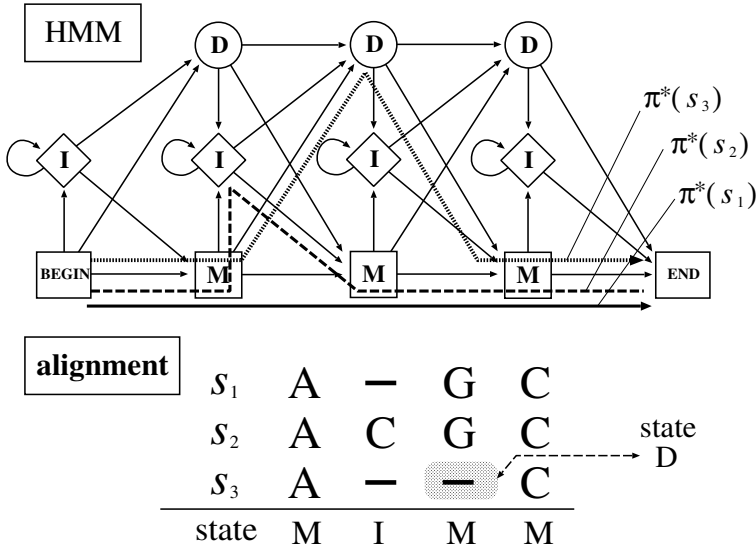 HMM
D D D
π*(s₃)
π*(s₂)
I I I I
π*(s₁)
BEGIN M M M END
alignment
s₁ A – G C
s₂ A C G C
state
D
s₃ A – – C
state M I M M